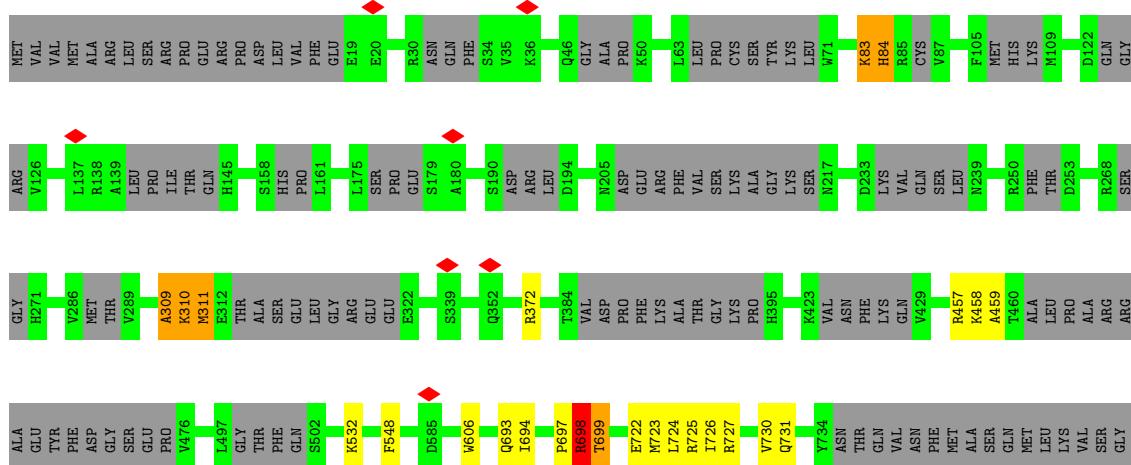 MET VAL VAL MET ALA ARG LEU SER ARG PRO GLU ARG PRO ASP LEU VAL PHE GLU E19 E20 R30 ASN GLN PHE S34 V35 K36 Q46 GLY ALA PRO K50 L63 LEU PRO CYS SER TYR LYS LEU W71 K83 H84 R85 CYS V87 F105 MET HIS LYS M109 D122 GLN GLY
ARG V126 L137 R138 A139 LEU PRO ILE THR GLN H145 S158 HIS PRO L161 L175 SER PRO GLU S179 A180 S190 ASP ARG LEU D194 N205 ASP GLU ARG PHE VAL SER LYS ALA GLY LYS SER N217 D233 LYS VAL GLN SER LEU N239 R250 PHE THR D253 R268 SER
GLY H271 V286 MET THR V289 A309 K310 M311 E312 THR ALA SER GLU LEU GLY ARG GLU GLU E322 S339 Q352 R372 T384 VAL ASP PRO PHE LYS ALA THR GLY LYS PRO H395 K423 VAL ASN PHE LYS GLN V429 R457 K458 A459 T460 ALA LEU PRO ALA ARG ARG
ALA GLU TYR PHE ASP GLY SER GLU PRO V476 L497 GLY THR PHE GLN S502 K532 F548 D585 W606 Q693 I694 P697 R698 T699 E722 M723 L724 R725 I726 R727 V730 Q731 Y734 ASN THR GLN VAL ASN PHE MET ALA SER GLN MET LEU LYS VAL SER GLY